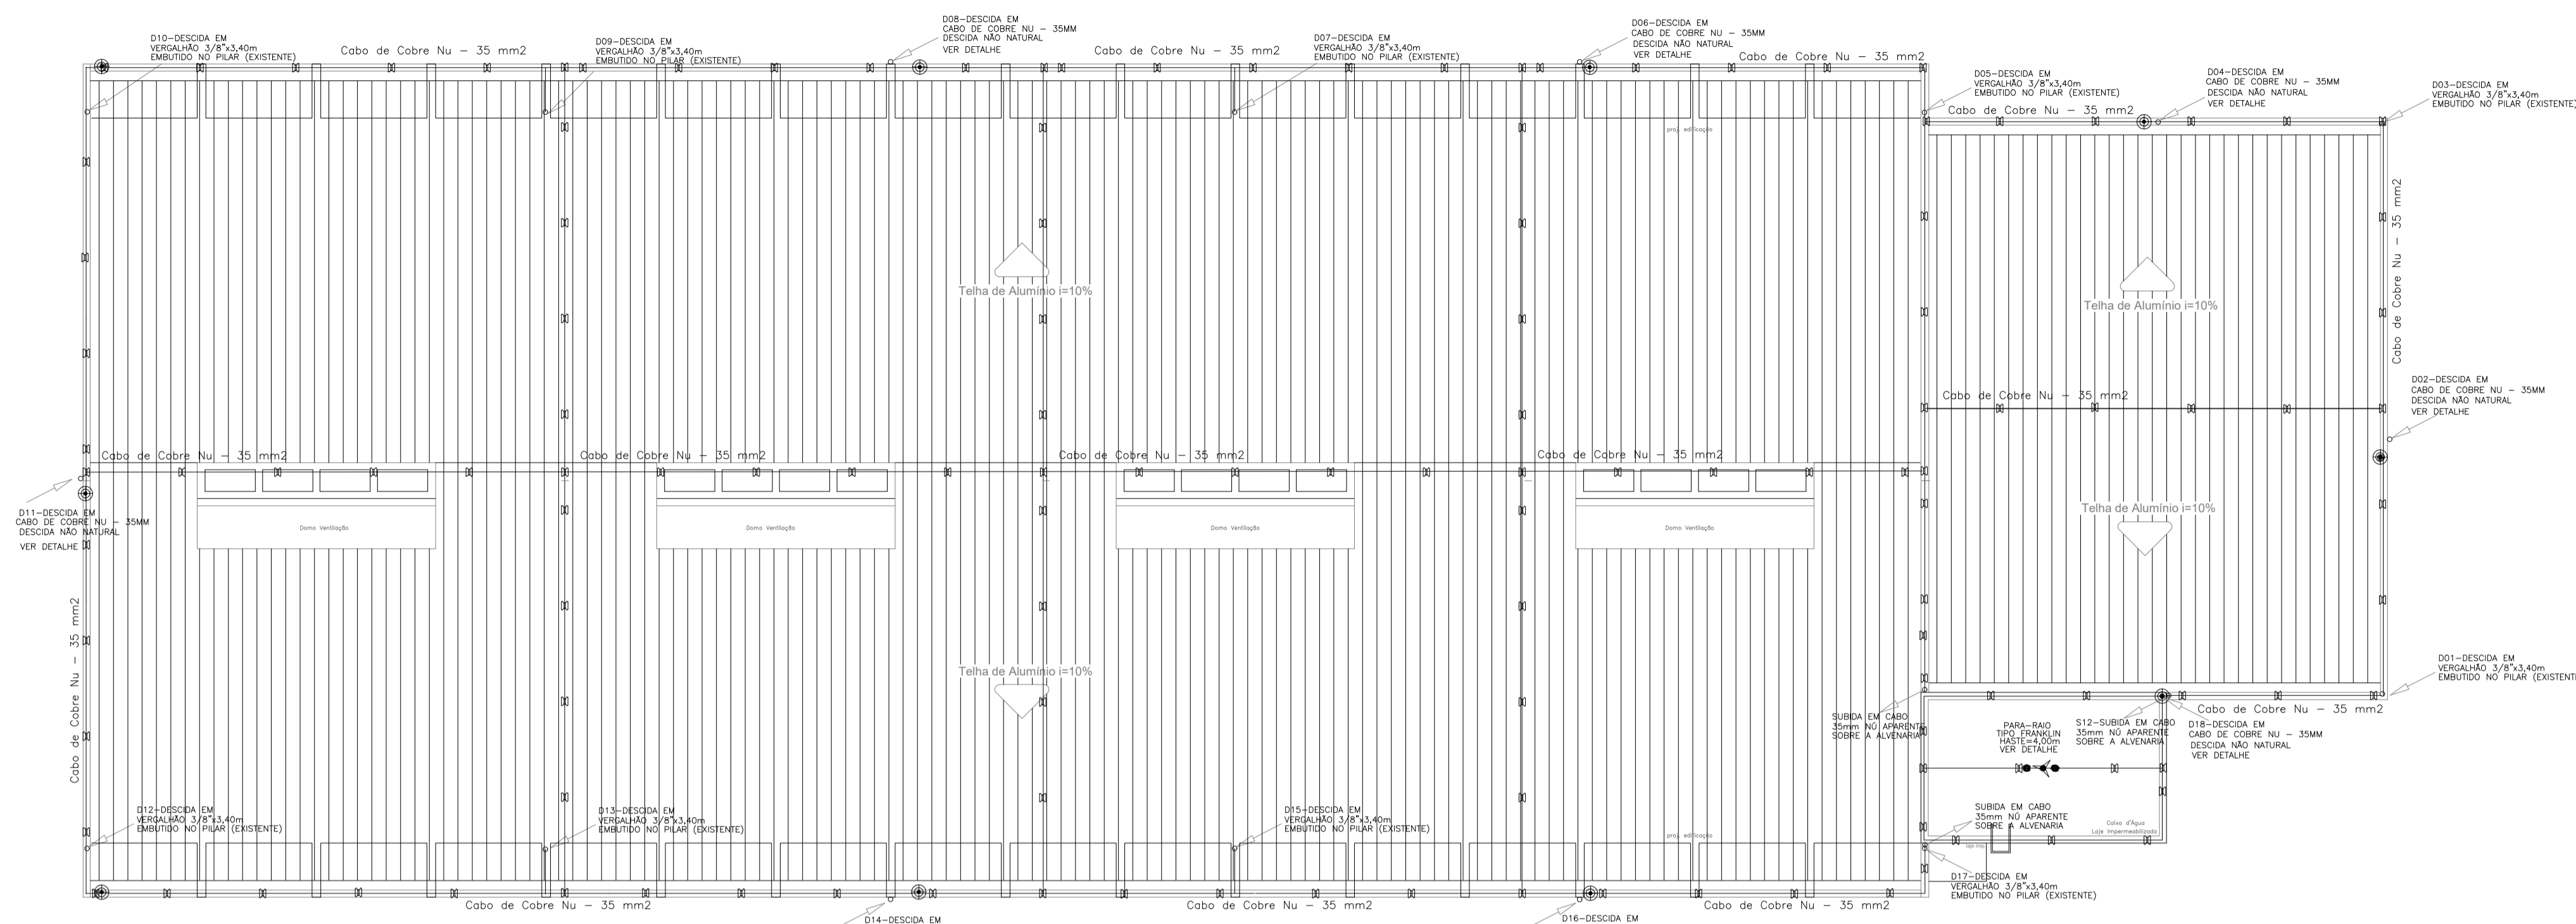 D10-DESCIDA EM
VERGALHÃO 3/8"x3,40m
EMBUTIDO NO PILAR (EXISTENTE)
Cabo de Cobre Nu - 35 mm2
D09-DESCIDA EM
VERGALHÃO 3/8"x3,40m
EMBUTIDO NO PILAR (EXISTENTE)
D08-DESCIDA EM
CABO DE COBRE NU - 35MM
DESCIDA NÃO NATURAL
VER DETALHE
Cabo de Cobre Nu - 35 mm2
D07-DESCIDA EM
VERGALHÃO 3/8"x3,40m
EMBUTIDO NO PILAR (EXISTENTE)
D06-DESCIDA EM
CABO DE COBRE NU - 35MM
DESCIDA NÃO NATURAL
VER DETALHE
Cabo de Cobre Nu - 35 mm2
D05-DESCIDA EM
VERGALHÃO 3/8"x3,40m
EMBUTIDO NO PILAR (EXISTENTE)
Cabo de Cobre Nu - 35 mm2
D04-DESCIDA EM
CABO DE COBRE NU - 35MM
DESCIDA NÃO NATURAL
VER DETALHE
D03-DESCIDA EM
VERGALHÃO 3/8"x3,40m
EMBUTIDO NO PILAR (EXISTENTE)
proj. edificação
Cabo de Cobre Nu - 35 mm2
Telha de Alumínio i=10%
Telha de Alumínio i=10%
Cabo de Cobre Nu - 35 mm2
D02-DESCIDA EM
CABO DE COBRE NU - 35MM
DESCIDA NÃO NATURAL
VER DETALHE
Cabo de Cobre Nu - 35 mm2
Cabo de Cobre Nu - 35 mm2
Cabo de Cobre Nu - 35 mm2
Cabo de Cobre Nu - 35 mm2
D11-DESCIDA EM
CABO DE COBRE NU - 35MM
DESCIDA NÃO NATURAL
VER DETALHE
Domo Ventilação
Domo Ventilação
Domo Ventilação
Domo Ventilação
Telha de Alumínio i=10%
Cabo de Cobre Nu - 35 mm2
Telha de Alumínio i=10%
D01-DESCIDA EM
VERGALHÃO 3/8"x3,40m
EMBUTIDO NO PILAR (EXISTENT
Cabo de Cobre Nu - 35 mm2
SUBIDA EM CABO
35mm NÚ APARENTE
SOBRE A ALVENARIA
PARA-RAIO
TIPO FRANKLIN
HASTE=4,00m
VER DETALHE
S12-SUBIDA EM CABO
35mm NÚ APARENTE
SOBRE A ALVENARIA
D18-DESCIDA EM
CABO DE COBRE NU - 35MM
DESCIDA NÃO NATURAL
VER DETALHE
D12-DESCIDA EM
VERGALHÃO 3/8"x3,40m
EMBUTIDO NO PILAR (EXISTENTE)
D13-DESCIDA EM
VERGALHÃO 3/8"x3,40m
EMBUTIDO NO PILAR (EXISTENTE)
D15-DESCIDA EM
VERGALHÃO 3/8"x3,40m
EMBUTIDO NO PILAR (EXISTENTE)
proj. edificação
SUBIDA EM CABO
35mm NÚ APARENTE
SOBRE A ALVENARIA
Caixa d'Água
Laje Impermeabilizada
laje imp.
D17-DESCIDA EM
VERGALHÃO 3/8"x3,40m
EMBUTIDO NO PILAR (EXISTENTE)
Cabo de Cobre Nu - 35 mm2
Cabo de Cobre Nu - 35 mm2
Cabo de Cobre Nu - 35 mm2
D14-DESCIDA EM
D16-DESCIDA EM